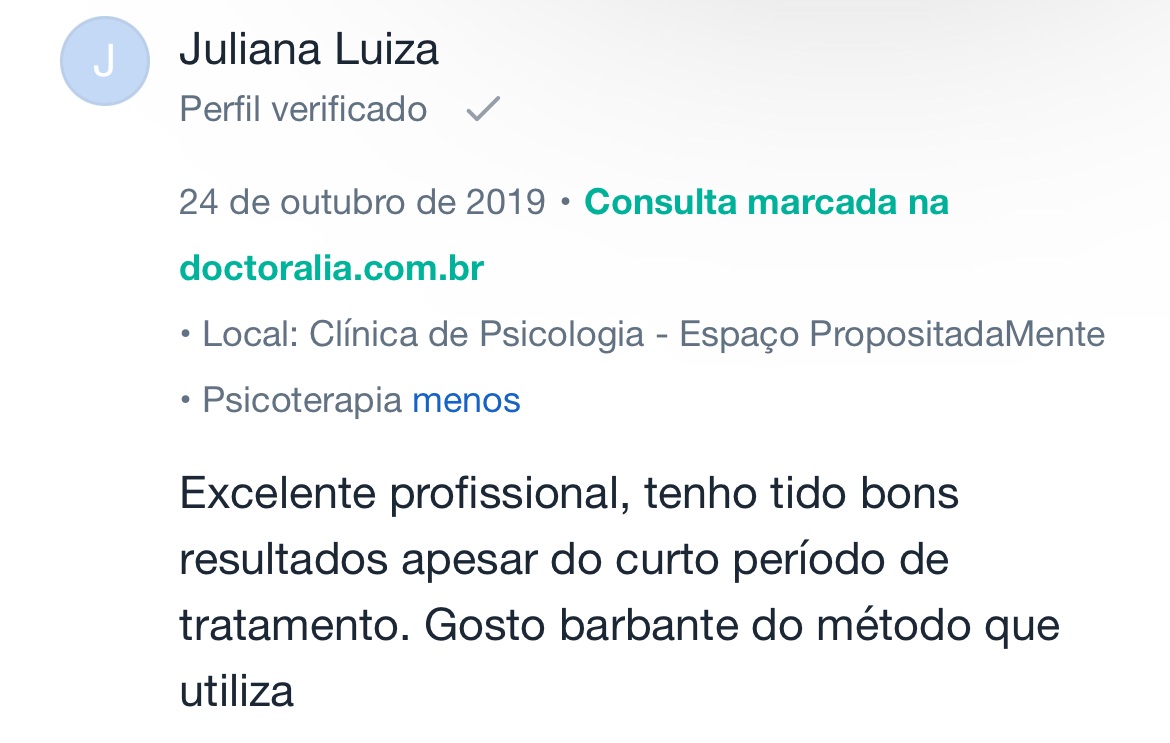 J
Juliana Luiza
Perfil verificado
24 de outubro de 2019 • Consulta marcada na
doctoralia.com.br
• Local: Clínica de Psicologia - Espaço PropositadaMente
• Psicoterapia menos
Excelente profissional, tenho tido bons
resultados apesar do curto período de
tratamento. Gosto barbante do método que
utiliza